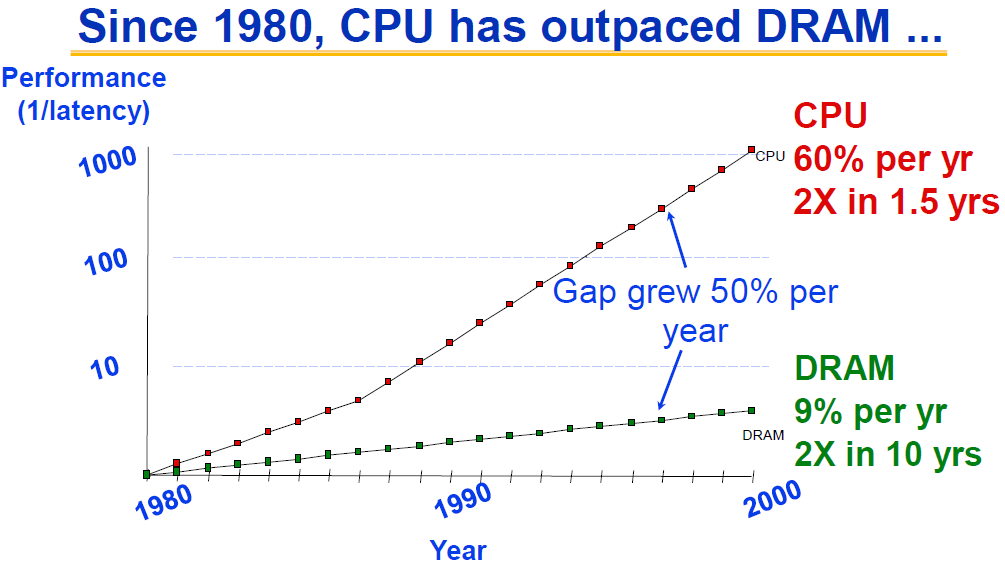 Since 1980, CPU has outpaced DRAM ...
Performance
(1/latency)
1000
100
10
CPU
CPU
60% per yr
2X in 1.5 yrs
Gap grew 50% per
year
DRAM
DRAM
9% per yr
2X in 10 yrs
1980
1990
2000
Year